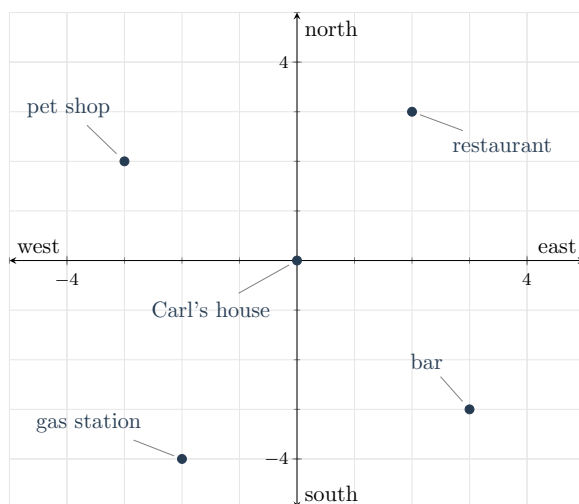 north
4
pet shop
restaurant
west
east
−4
4
Carl's house
bar
gas station
−4
south